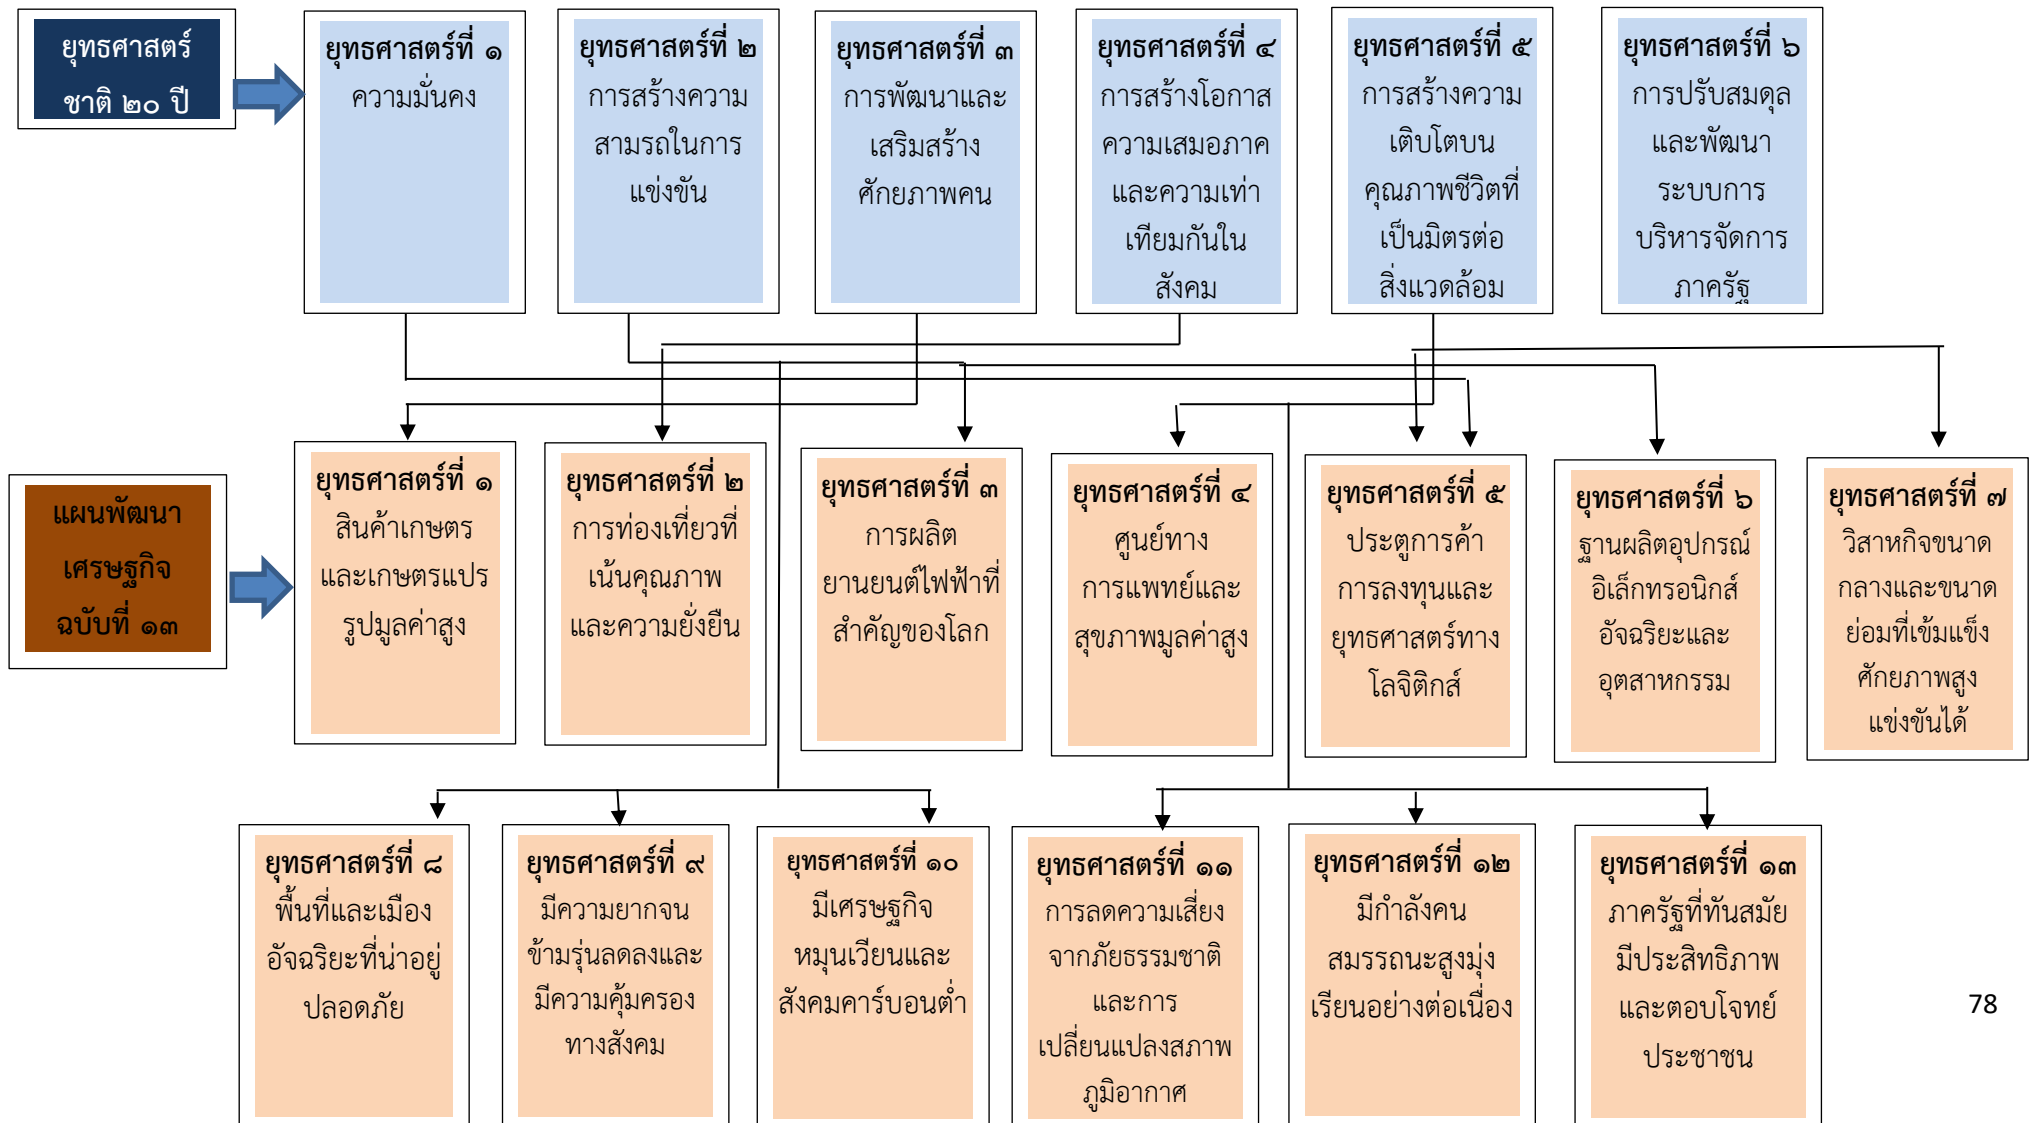 ยุทธศาสตร์
ชาติ ๒๐ ปี
ยุทธศาสตร์ที่ ๑
ความมั่นคง
ยุทธศาสตร์ที่ ๒
การสร้างความ
สามรถในการ
แข่งขัน
ยุทธศาสตร์ที่ ๓
การพัฒนาและ
เสริมสร้าง
ศักยภาพคน
ยุทธศาสตร์ที่ ๔
การสร้างโอกาส
ความเสมอภาค
และความเท่า
เทียมกันใน
สังคม
ยุทธศาสตร์ที่ ๕
การสร้างความ
เติบโตบน
คุณภาพชีวิตที่
เป็นมิตรต่อ
สิ่งแวดล้อม
ยุทธศาสตร์ที่ ๖
การปรับสมดุล
และพัฒนา
ระบบการ
บริหารจัดการ
ภาครัฐ
แผนพัฒนา
เศรษฐกิจ
ฉบับที่ ๑๓
ยุทธศาสตร์ที่ ๑
สินค้าเกษตร
และเกษตรแปร
รูปมูลค่าสูง
ยุทธศาสตร์ที่ ๒
การท่องเที่ยวที่
เน้นคุณภาพ
และความยั่งยืน
ยุทธศาสตร์ที่ ๓
การผลิต
ยานยนต์ไฟฟ้าที่
สำคัญของโลก
ยุทธศาสตร์ที่ ๔
ศูนย์ทาง
การแพทย์และ
สุขภาพมูลค่าสูง
ยุทธศาสตร์ที่ ๕
ประตูการค้า
การลงทุนและ
ยุทธศาสตร์ทาง
โลจิติกส์
ยุทธศาสตร์ที่ ๖
ฐานผลิตอุปกรณ์
อิเล็กทรอนิกส์
อัจฉริยะและ
อุตสาหกรรม
ยุทธศาสตร์ที่ ๗
วิสาหกิจขนาด
กลางและขนาด
ย่อมที่เข้มแข็ง
ศักยภาพสูง
แข่งขันได้
ยุทธศาสตร์ที่ ๘
พื้นที่และเมือง
อัจฉริยะที่น่าอยู่
ปลอดภัย
ยุทธศาสตร์ที่ ๙
มีความยากจน
ข้ามรุ่นลดลงและ
มีความคุ้มครอง
ทางสังคม
ยุทธศาสตร์ที่ ๑๐
มีเศรษฐกิจ
หมุนเวียนและ
สังคมคาร์บอนต่ำ
ยุทธศาสตร์ที่ ๑๑
การลดความเสี่ยง
จากภัยธรรมชาติ
และการ
เปลี่ยนแปลงสภาพ
ภูมิอากาศ
ยุทธศาสตร์ที่ ๑๒
มีกำลังคน
สมรรถนะสูงมุ่ง
เรียนอย่างต่อเนื่อง
ยุทธศาสตร์ที่ ๑๓
ภาครัฐที่ทันสมัย
มีประสิทธิภาพ
และตอบโจทย์
ประชาชน
78